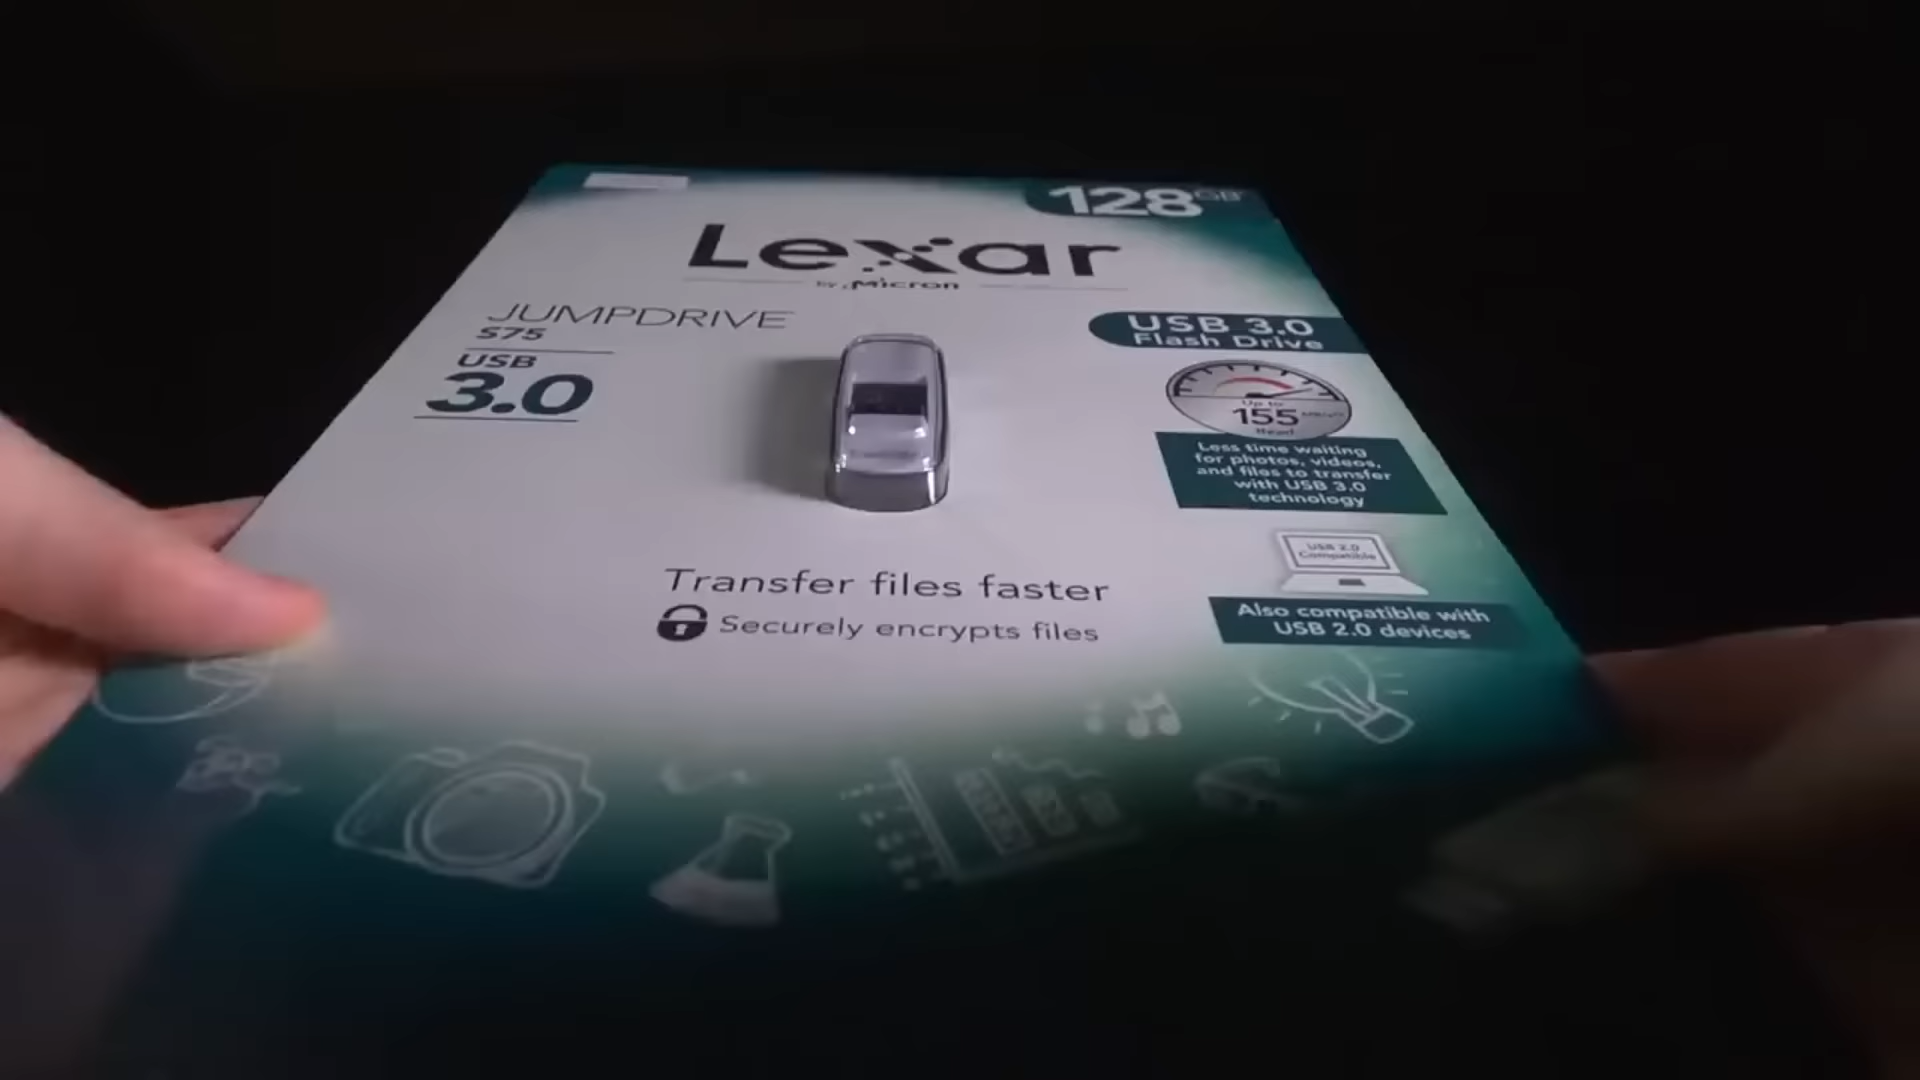 128GB
Lexar
by Micron
JUMPDRIVE
S75
USB
3.0
USB 3.0
Flash Drive
Up to
155
Read
Less time waiting
for photos, videos,
and files to transfer
with USB 3.0
technology
USB 2.0
Compatible
Also compatible with
USB 2.0 devices
Transfer files faster
Securely encrypts files